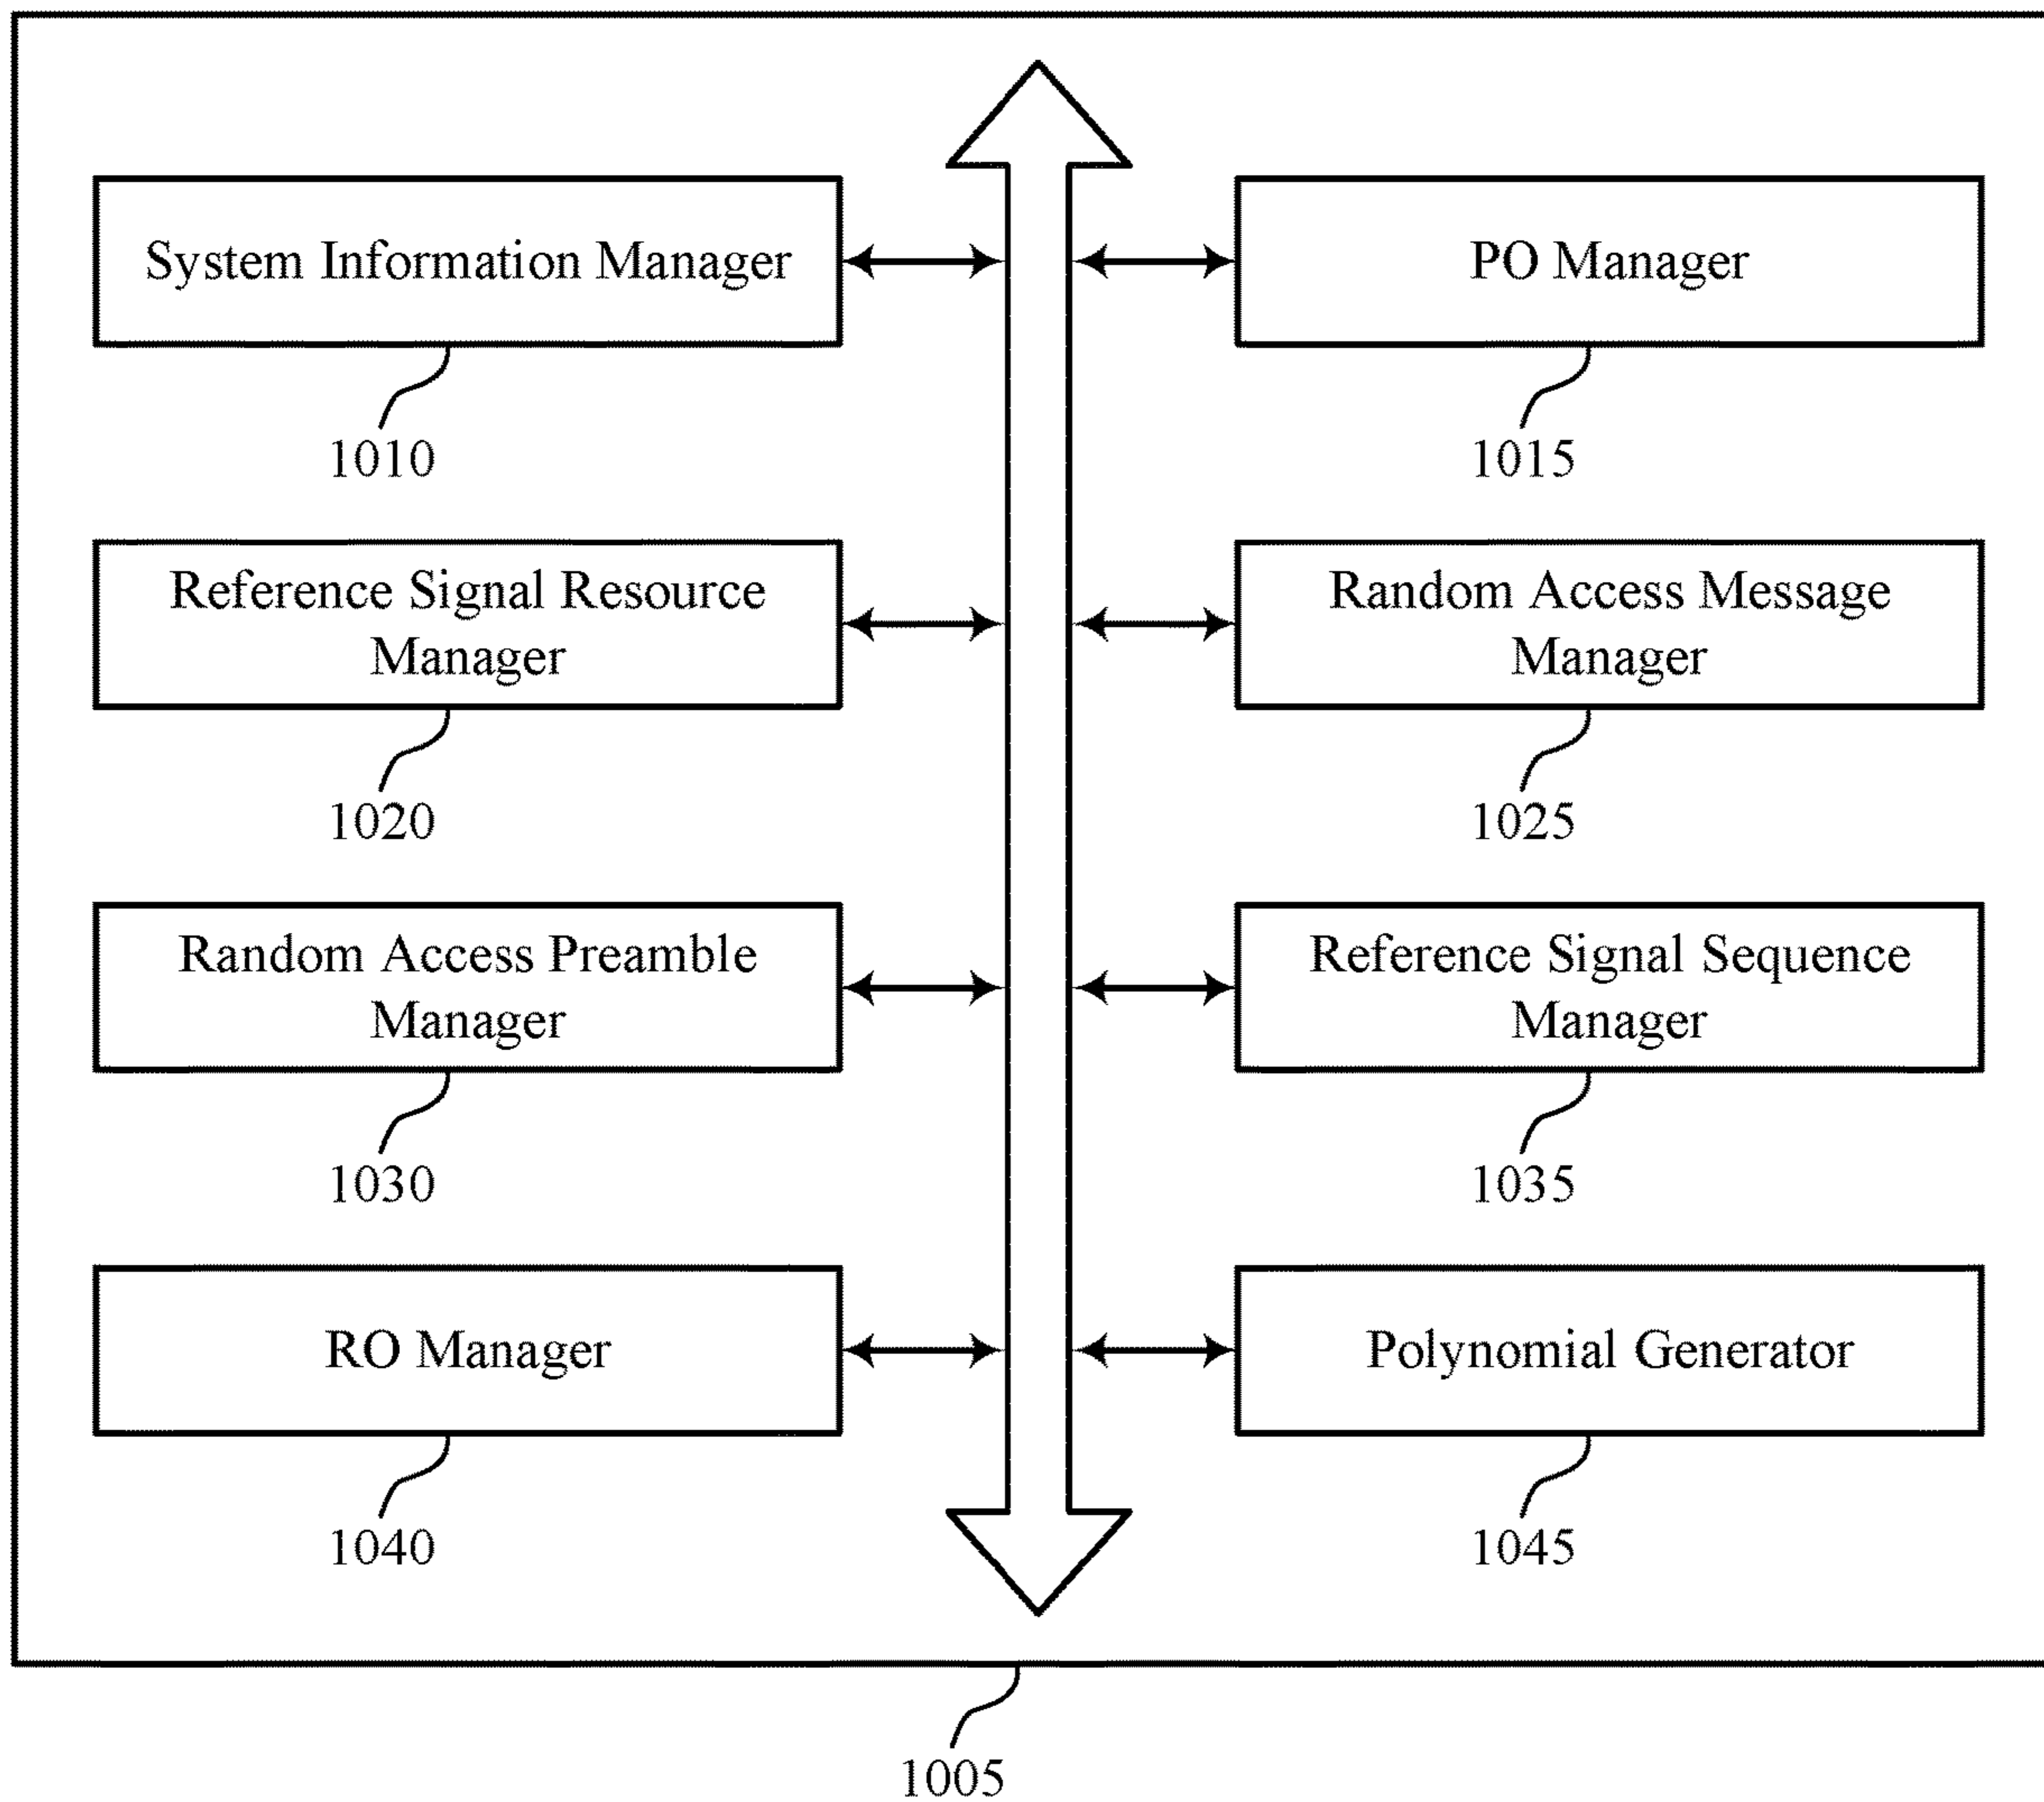 System Information Manager
PO Manager
1010
1015
Reference Signal Resource
Manager
Random Access Message
Manager
1020
1025
Random Access Preamble
Manager
Reference Signal Sequence
Manager
1030
1035
RO Manager
Polynomial Generator
1040
1045
1005